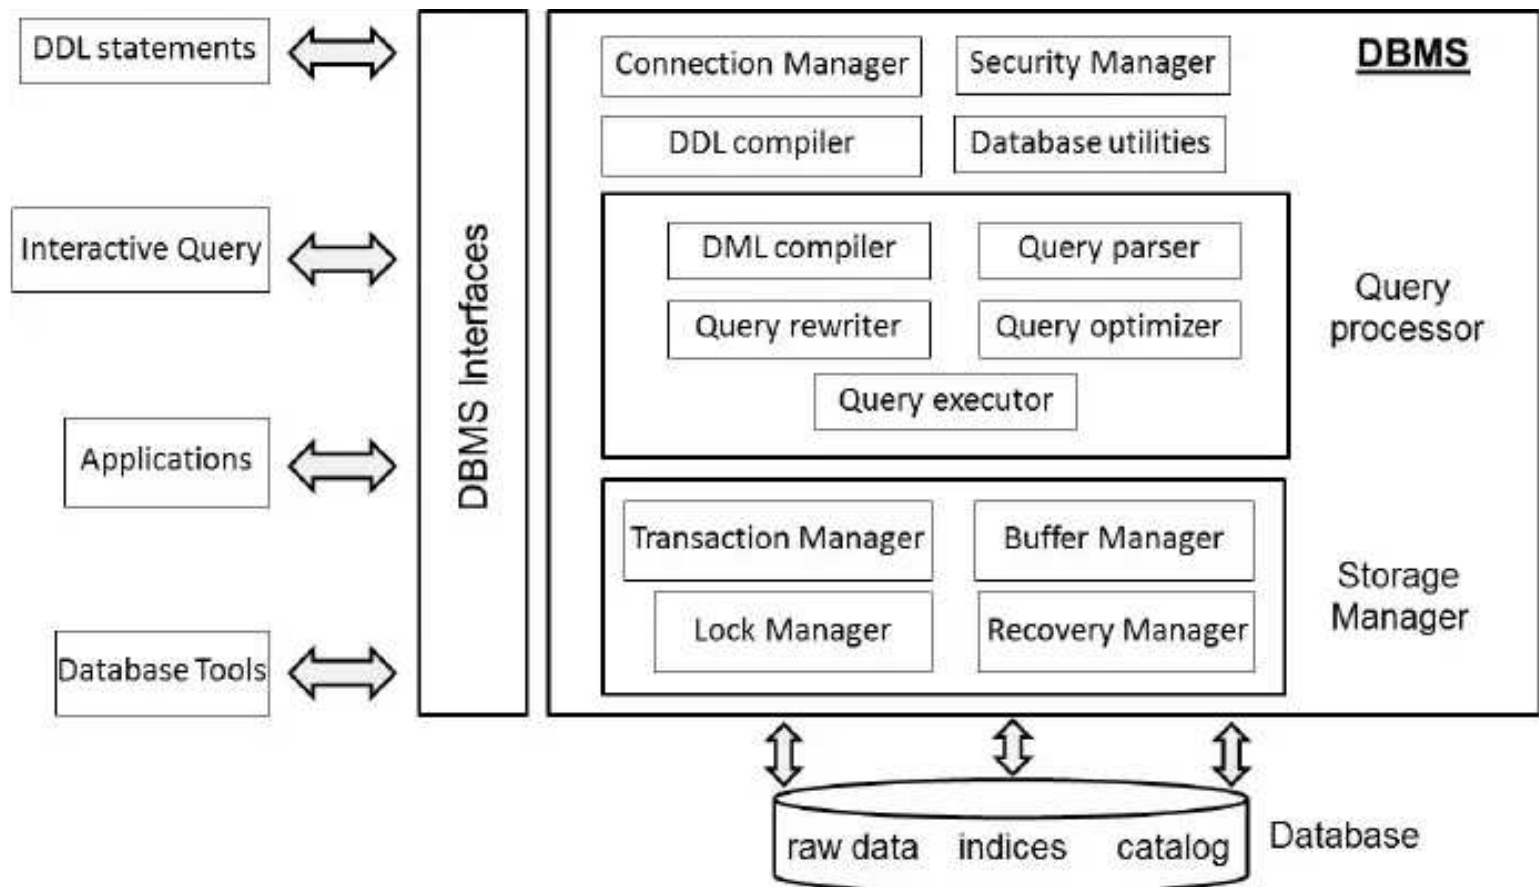 DDL statements
Interactive Query
Applications
Database Tools
DBMS Interfaces
DBMS
Connection Manager
Security Manager
DDL compiler
Database utilities
DML compiler
Query parser
Query rewriter
Query optimizer
Query executor
Query
processor
Transaction Manager
Buffer Manager
Lock Manager
Recovery Manager
Storage
Manager
raw data indices catalog
Database